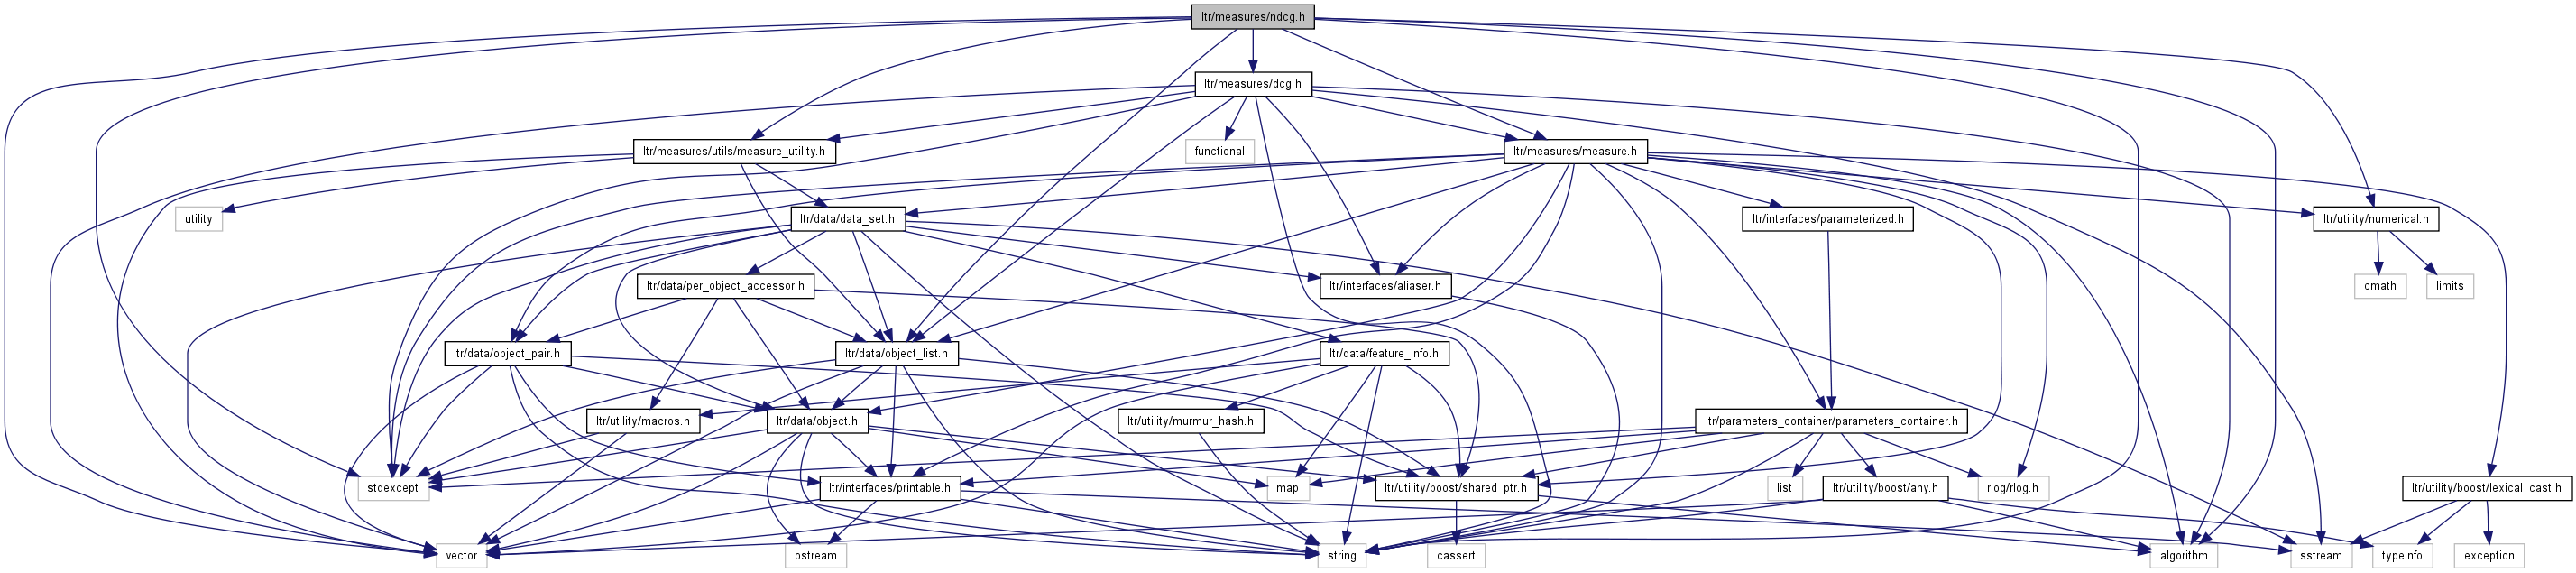 ltr/measures/ndcg.h
ltr/measures/dcg.h
functional
ltr/measures/utils/measure_utility.h
ltr/measures/measure.h
utility
ltr/data/data_set.h
ltr/interfaces/parameterized.h
ltr/utility/numerical.h
ltr/data/per_object_accessor.h
ltr/interfaces/aliaser.h
cmath
limits
ltr/data/object_pair.h
ltr/data/object_list.h
ltr/data/feature_info.h
ltr/utility/macros.h
ltr/data/object.h
ltr/utility/murmur_hash.h
ltr/parameters_container/parameters_container.h
stdexcept
ltr/interfaces/printable.h
map
ltr/utility/boost/shared_ptr.h
list
ltr/utility/boost/any.h
rlog/rlog.h
ltr/utility/boost/lexical_cast.h
vector
ostream
string
cassert
algorithm
sstream
typeinfo
exception